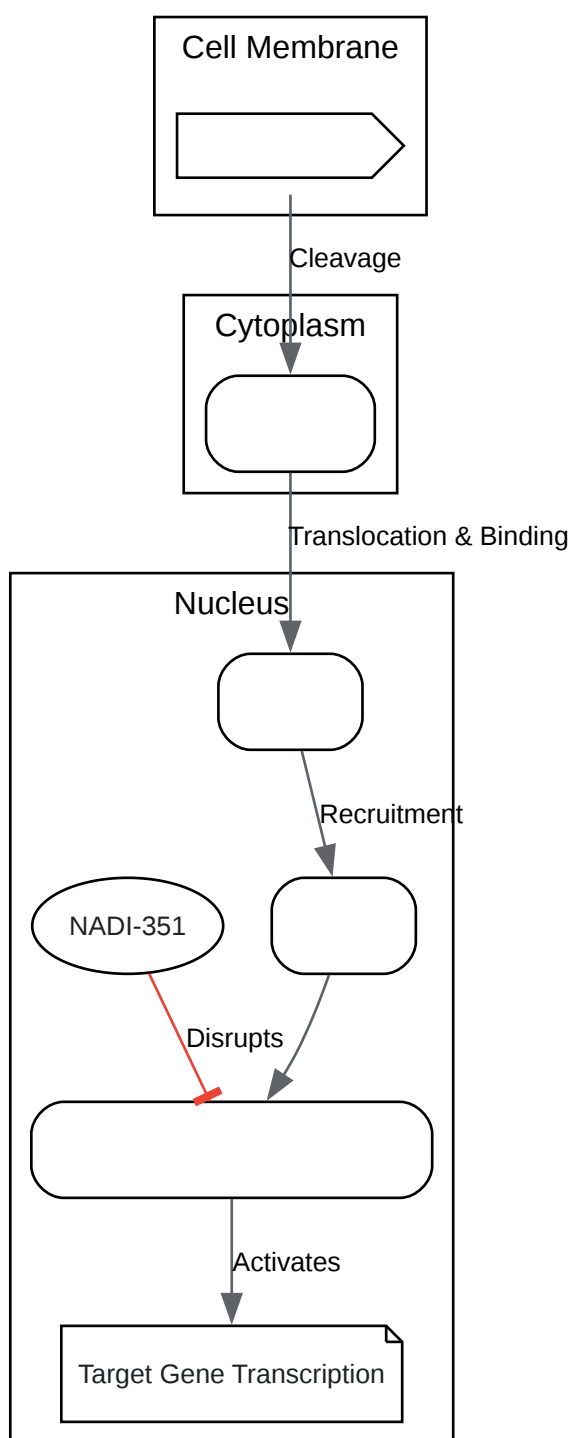 Cell Membrane
Cleavage
Cytoplasm
Translocation & Binding
Nucleus
Recruitment
NADI-351
Disrupts
Activates
Target Gene Transcription